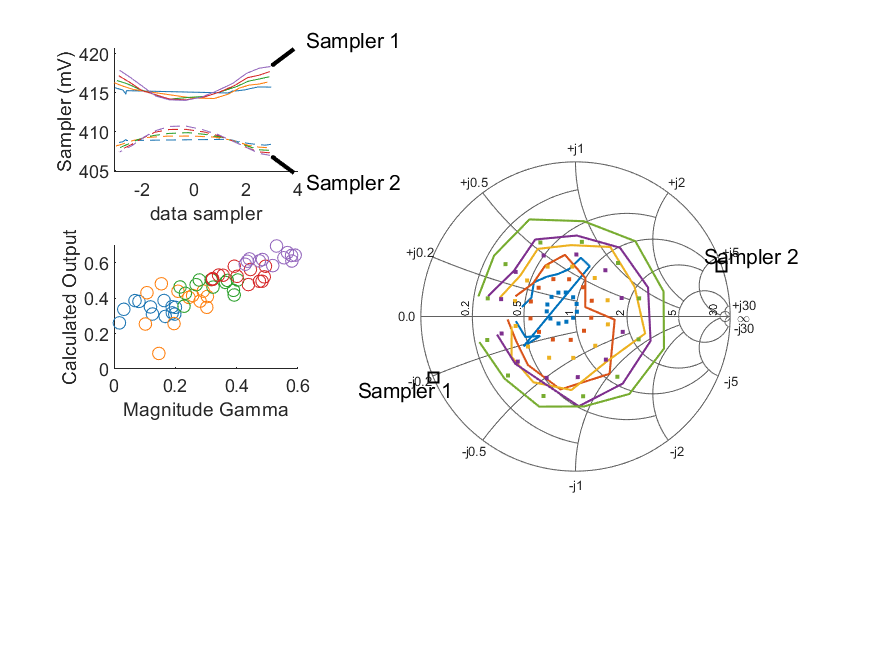 Sampler 1
420
415
410
405
Sampler (mV)
-2
0
2
4
data sampler
Sampler 2
0.6
0.4
0.2
0
Calculated Output
0
0.2
0.4
0.6
Magnitude Gamma
+j1
+j0.5
+j2
+j0.2
+j5
Sampler 2
+j30
0.0
0.2
0.5
1
2
5
30
∞
-j30
-j0.2
Sampler 1
-j5
-j0.5
-j2
-j1